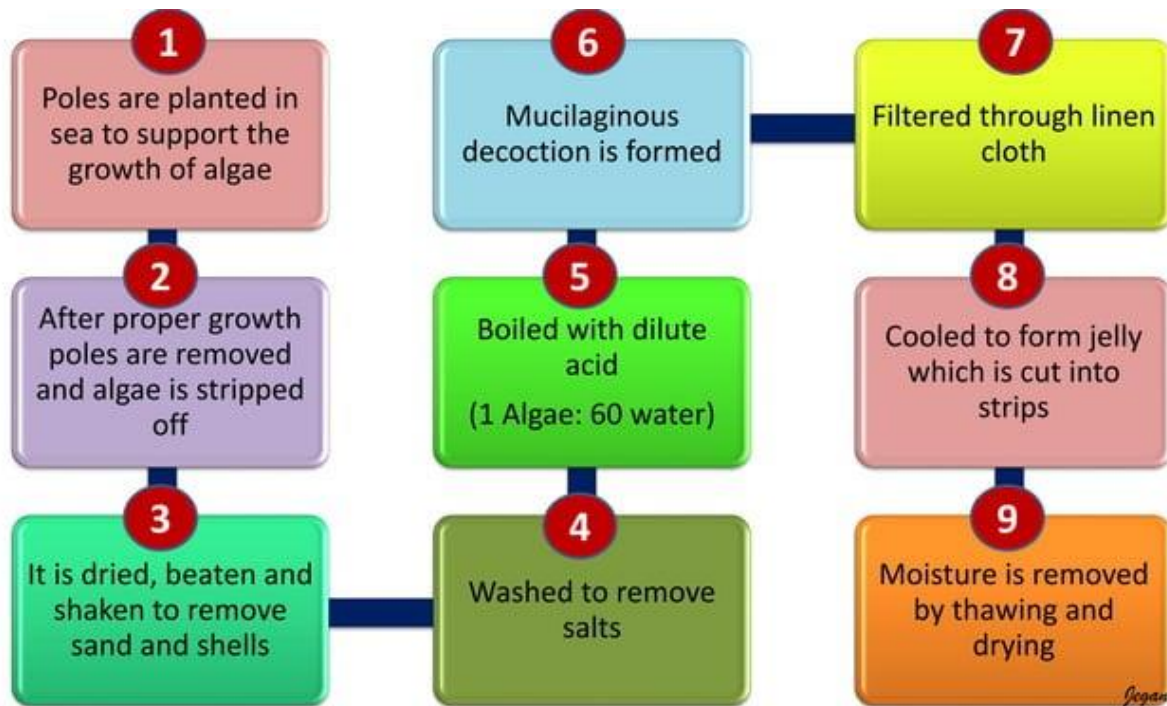 1
Poles are planted in
sea to support the
growth of algae
2
After proper growth
poles are removed
and algae is stripped
off
3
It is dried, beaten and
shaken to remove
sand and shells
4
Washed to remove
salts
5
Boiled with dilute
acid
(1 Algae: 60 water)
6
Mucilaginous
decoction is formed
7
Filtered through linen
cloth
8
Cooled to form jelly
which is cut into
strips
9
Moisture is removed
by thawing and
drying
Jegan